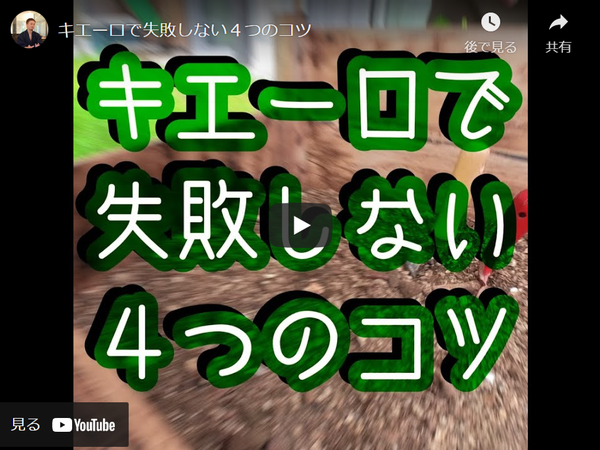 キエーロで失敗しない４つのコツ
後で見る
共有
キエーロで
失敗しない
４つのコツ
見る YouTube